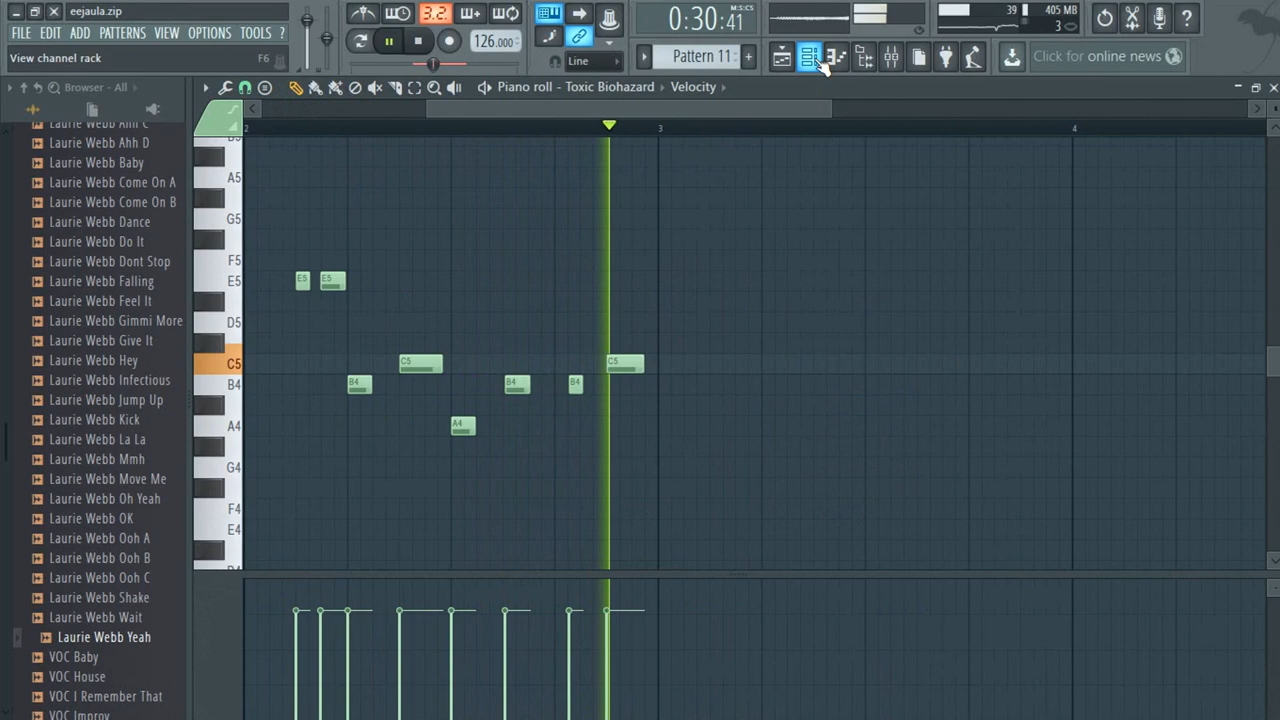 eejaula.zip
FILE EDIT ADD PATTERNS VIEW OPTIONS TOOLS ?
View channel rack F6
3.2
126.000
0:30:41
M:S:CS
Line
Pattern 11
39 405 MB
3
Click for online news
Browser - All
Piano roll - Toxic Biohazard Velocity
2 3 4
Laurie Webb Ahh C
Laurie Webb Ahh D
Laurie Webb Baby
Laurie Webb Come On A
Laurie Webb Come On B
Laurie Webb Dance
Laurie Webb Do It
Laurie Webb Dont Stop
Laurie Webb Falling
Laurie Webb Feel It
Laurie Webb Gimmi More
Laurie Webb Give It
Laurie Webb Hey
Laurie Webb Infectious
Laurie Webb Jump Up
Laurie Webb Kick
Laurie Webb La La
Laurie Webb Mmh
Laurie Webb Move Me
Laurie Webb Oh Yeah
Laurie Webb OK
Laurie Webb Ooh A
Laurie Webb Ooh B
Laurie Webb Ooh C
Laurie Webb Shake
Laurie Webb Wait
Laurie Webb Yeah
VOC Baby
VOC House
VOC I Remember That
VOC Improv
B5
A5
G5
F5
E5 E5 E5
D5
C5 C5 C5
B4 B4 B4 B4
A4 A4
G4
F4
E4
D4